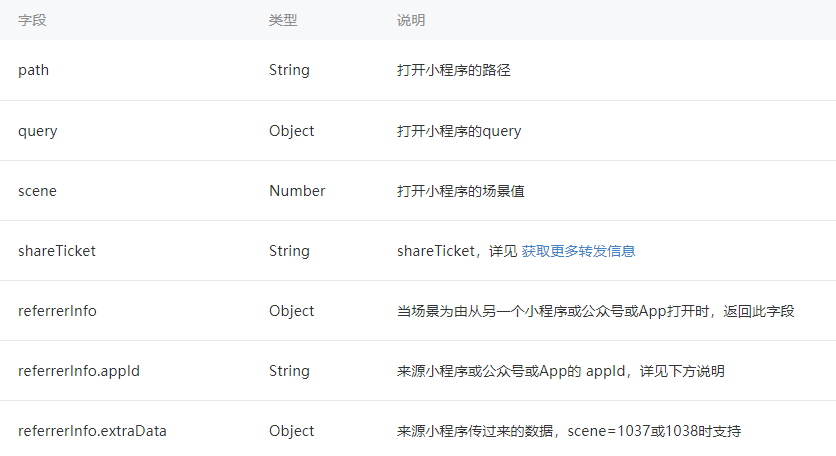 字段 类型 说明
path String 打开小程序的路径
query Object 打开小程序的query
scene Number 打开小程序的场景值
shareTicket String shareTicket，详见 获取更多转发信息
referrerInfo Object 当场景为由从另一个小程序或公众号或App打开时，返回此字段
referrerInfo.appId String 来源小程序或公众号或App的 appId，详见下方说明
referrerInfo.extraData Object 来源小程序传过来的数据，scene=1037或1038时支持